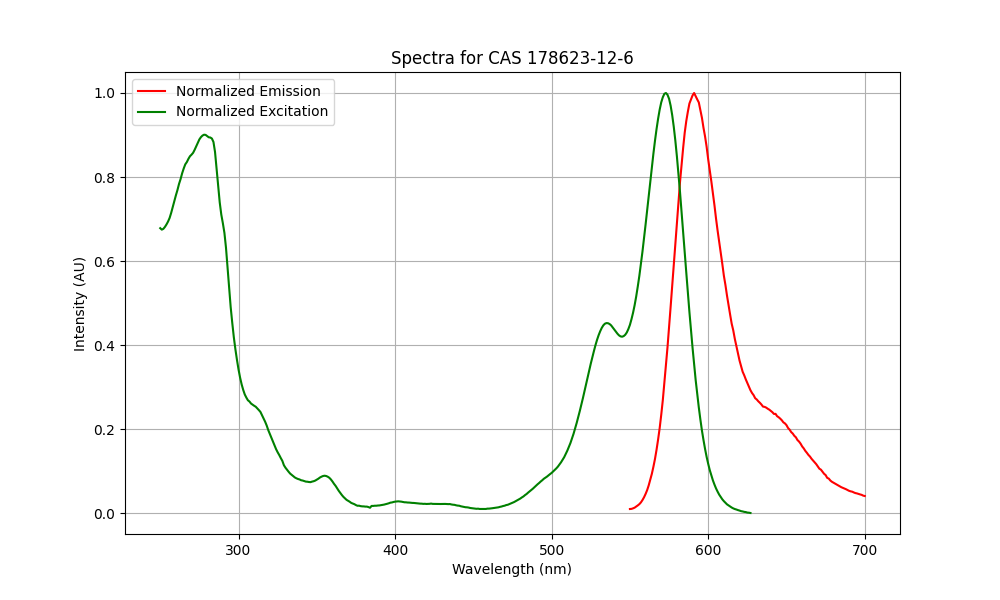 Spectra for CAS 178623-12-6
Normalized Emission
Normalized Excitation
1.0
0.8
0.6
0.4
0.2
0.0
Intensity (AU)
300
400
500
600
700
Wavelength (nm)